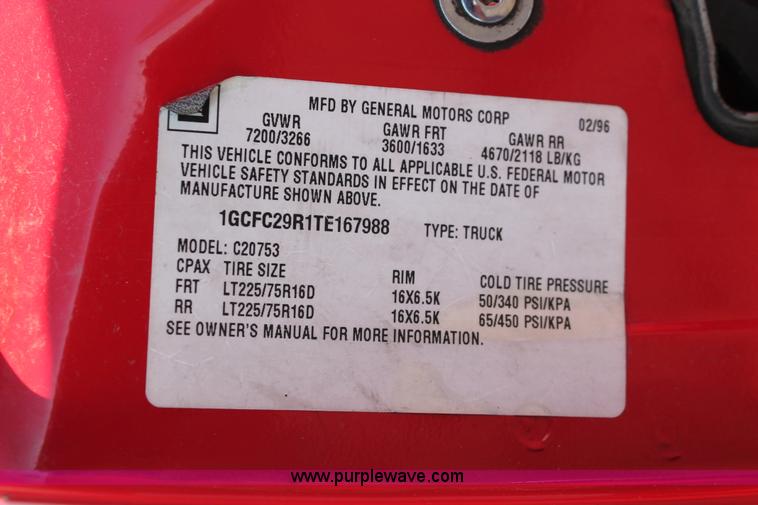 MFD BY GENERAL MOTORS CORP 02/96
GVWR GAWR FRT GAWR RR
7200/3266 3600/1633 4670/2118 LB/KG
THIS VEHICLE CONFORMS TO ALL APPLICABLE U.S. FEDERAL MOTOR
VEHICLE SAFETY STANDARDS IN EFFECT ON THE DATE OF
MANUFACTURE SHOWN ABOVE.
1GCFC29R1TE167988 TYPE: TRUCK
MODEL: C20753
CPAX TIRE SIZE RIM COLD TIRE PRESSURE
FRT LT225/75R16D 16X6.5K 50/340 PSI/KPA
RR LT225/75R16D 16X6.5K 65/450 PSI/KPA
SEE OWNER'S MANUAL FOR MORE INFORMATION.
www.purplewave.com